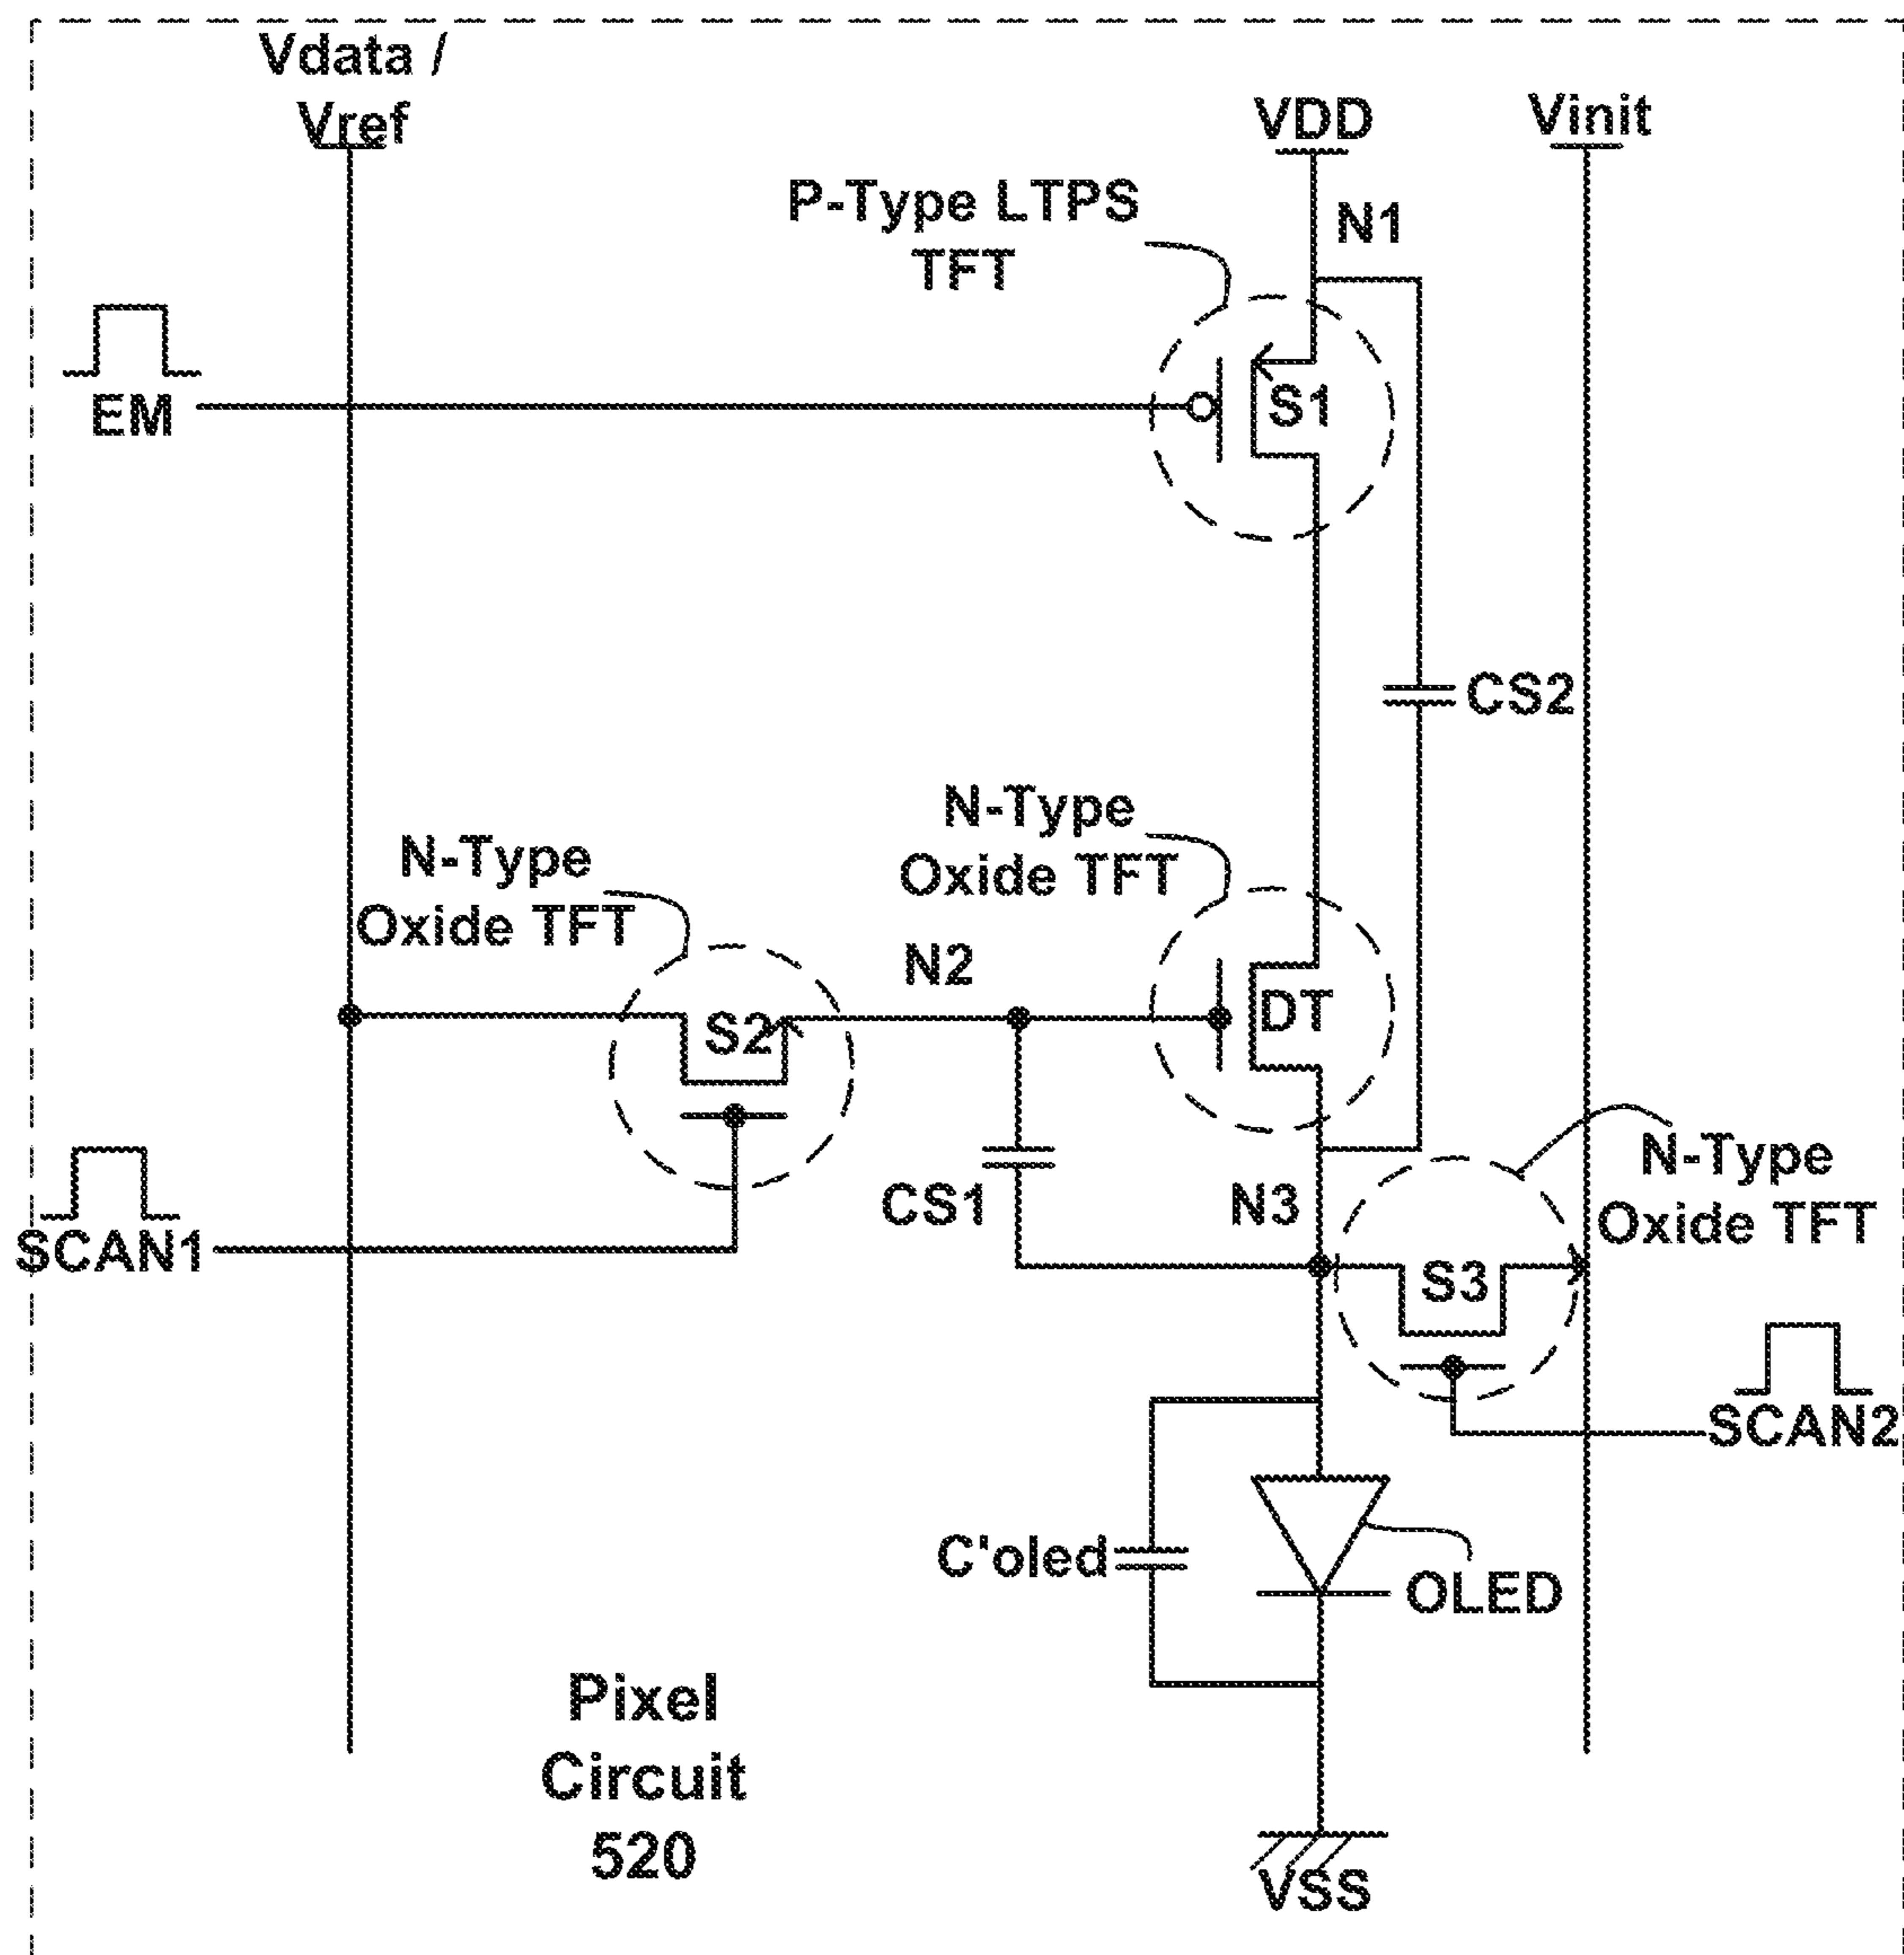 Vdata /
Vref
VDD
Vinit
P-Type LTPS
TFT
N1
EM
S1
CS2
N-Type
Oxide TFT
N-Type
Oxide TFT
N2
S2
DT
SCAN1
CS1
N3
N-Type
Oxide TFT
S3
SCAN2
C'oled
OLED
Pixel
Circuit
520
VSS